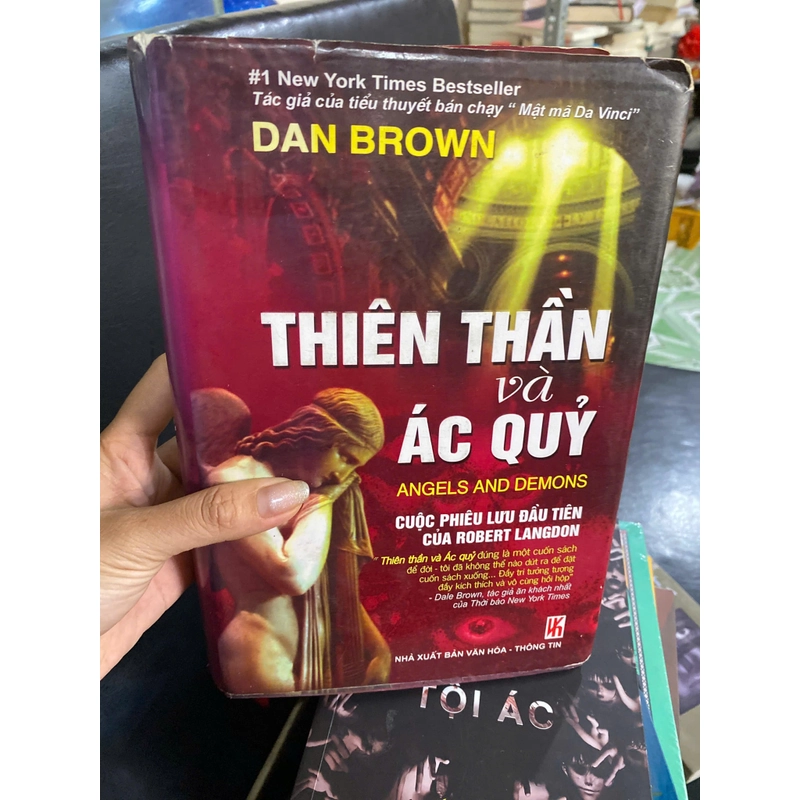 #1 New York Times Bestseller
Tác giả của tiểu thuyết bán chạy “ Mật mã Da Vinci”
DAN BROWN
THIÊN THẦN
và
ÁC QUỶ
ANGELS AND DEMONS
CUỘC PHIÊU LƯU ĐẦU TIÊN
CỦA ROBERT LANGDON
" Thiên thần và Ác quỷ đúng là một cuốn sách
để đời - tôi đã không thể nào dứt ra để đặt
cuốn sách xuống... Đầy trí tưởng tượng
đầy kích thích và vô cùng hồi hộp"
- Dale Brown, tác giả ăn khách nhất
của Thời báo New York Times
NHÀ XUẤT BẢN VĂN HÓA - THÔNG TIN
TỘI ÁC